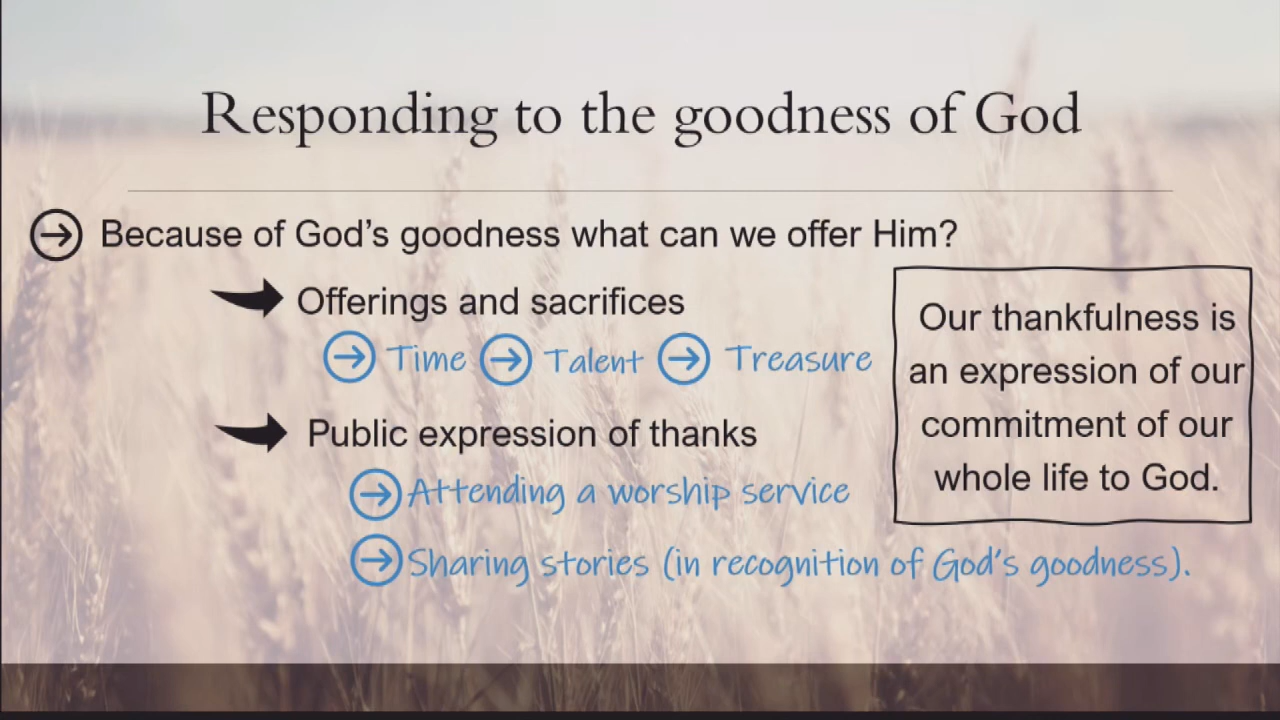 Responding to the goodness of God
Because of God's goodness what can we offer Him?
Offerings and sacrifices
Time Talent Treasure
Public expression of thanks
Attending a worship service
Sharing stories (in recognition of God's goodness).
Our thankfulness is
an expression of our
commitment of our
whole life to God.